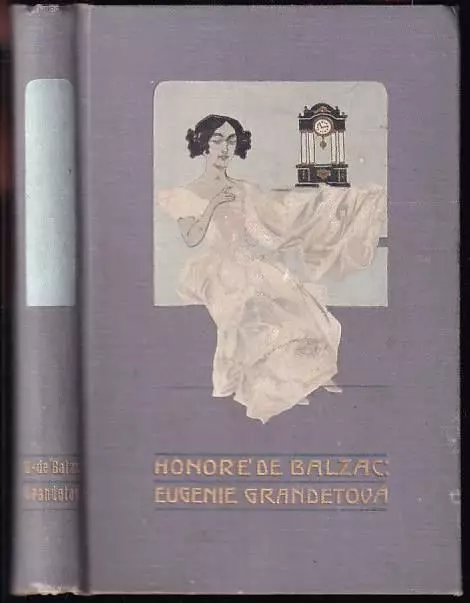 HONORÉ DE BALZAC:
EUGENIE GRANDETOVÁ